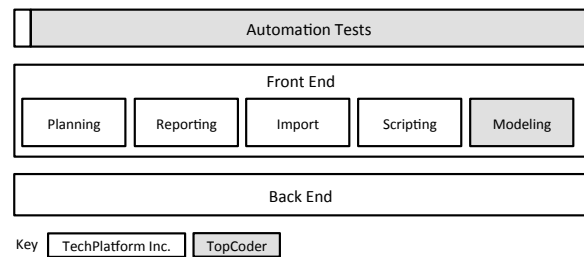 Automation Tests
Front End
Planning Reporting Import Scripting Modeling
Back End
Key TechPlatform Inc. TopCoder